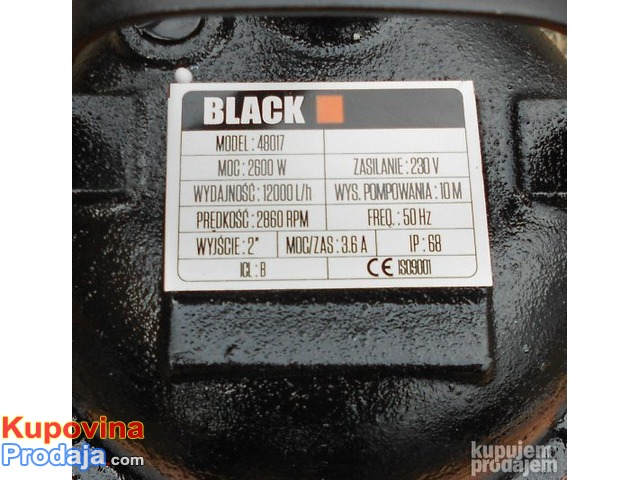 BLACK
MODEL: 48017
MOC: 2600 W ZASILANIE: 230 V
WYDAJNOŚĆ: 12000 L/h WYS. POMPOWANIA: 10 M
PRĘDKOŚĆ: 2860 RPM FREQ.: 50 Hz
WYJŚCIE: 2" MOC/ZAS: 3.6 A IP: 68
ICL: B CE ISO9001
Kupovina
Prodaja.com
kupujem
prodajem